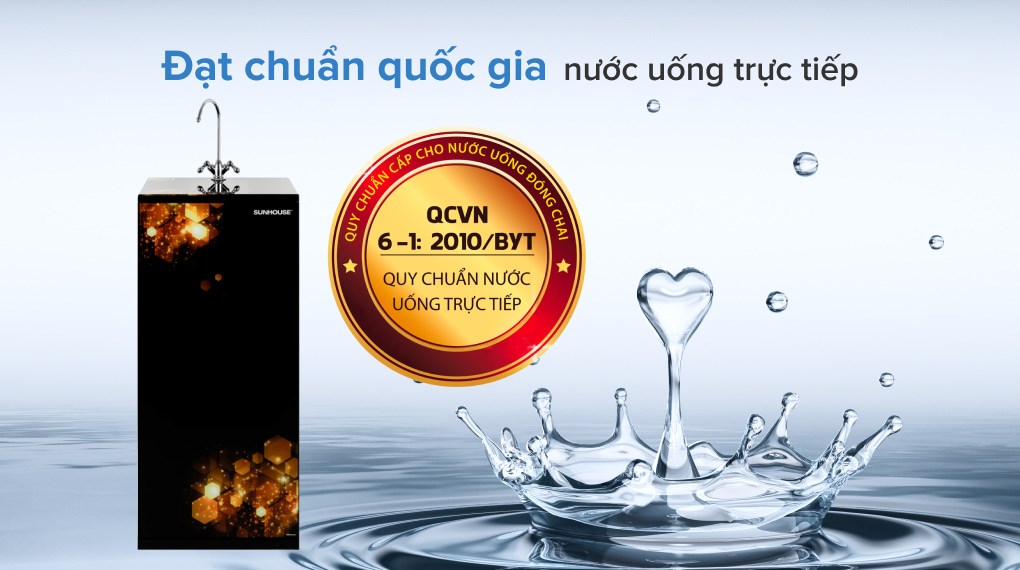 Đạt chuẩn quốc gia nước uống trực tiếp
SUNHOUSE
QUY CHUẨN CẤP CHO NƯỚC UỐNG ĐÓNG CHAI
QCVN
6-1: 2010/BYT
QUY CHUẨN NƯỚC
UỐNG TRỰC TIẾP